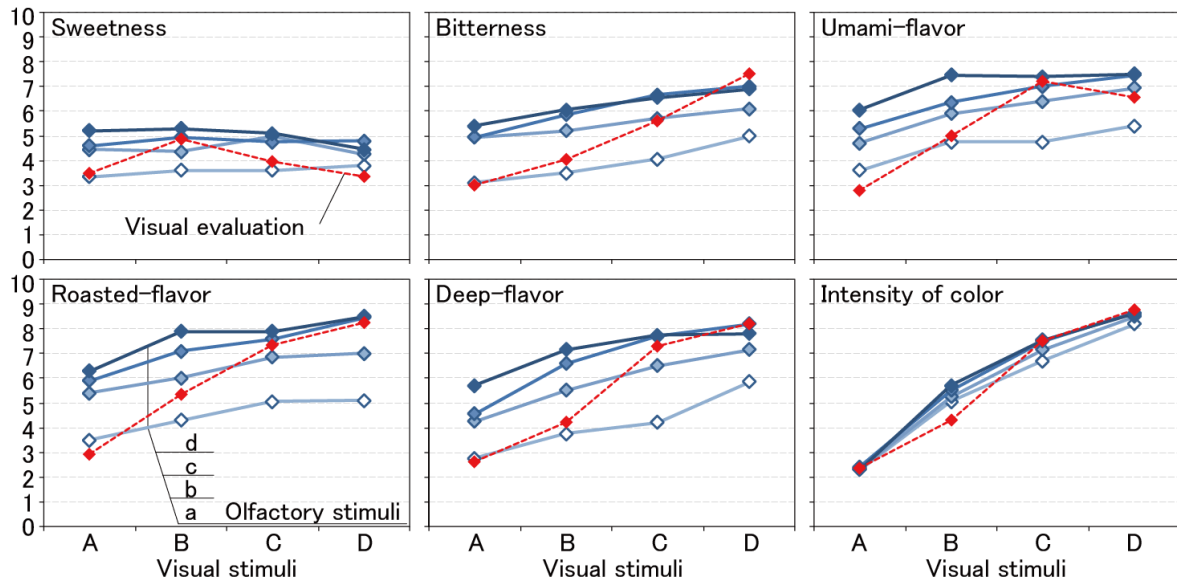 10
9
8
7
6
5
4
3
2
1
0
Sweetness
Visual evaluation
Bitterness
Umami-flavor
10
9
8
7
6
5
4
3
2
1
0
Roasted-flavor
d
c
b
a Olfactory stimuli
Deep-flavor
Intensity of color
A B C D
Visual stimuli
A B C D
Visual stimuli
A B C D
Visual stimuli